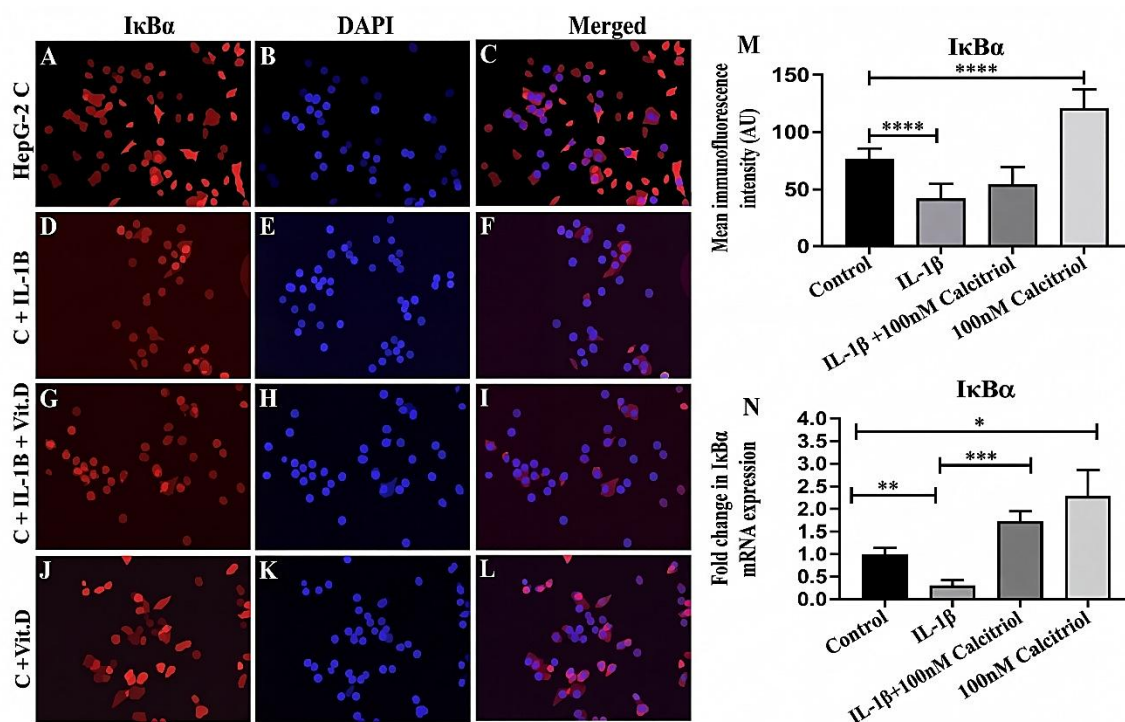 IκBα DAPI Merged
HepG-2 C
A B C
C + IL-1B
D E F
C + IL-1B + Vit.D
G H I
C +Vit.D
J K L
M
IκBα
Mean immunofluorescence
intensity (AU)
150
100
50
0
****
****
Control
IL-1β
IL-1β +100nM Calcitriol
100nM Calcitriol
N
IκBα
Fold change in IκBα
mRNA expression
4.0
3.5
3.0
2.5
2.0
1.5
1.0
0.5
0.0
*
***
**
Control
IL-1β
IL-1β+100nM Calcitriol
100nM Calcitriol